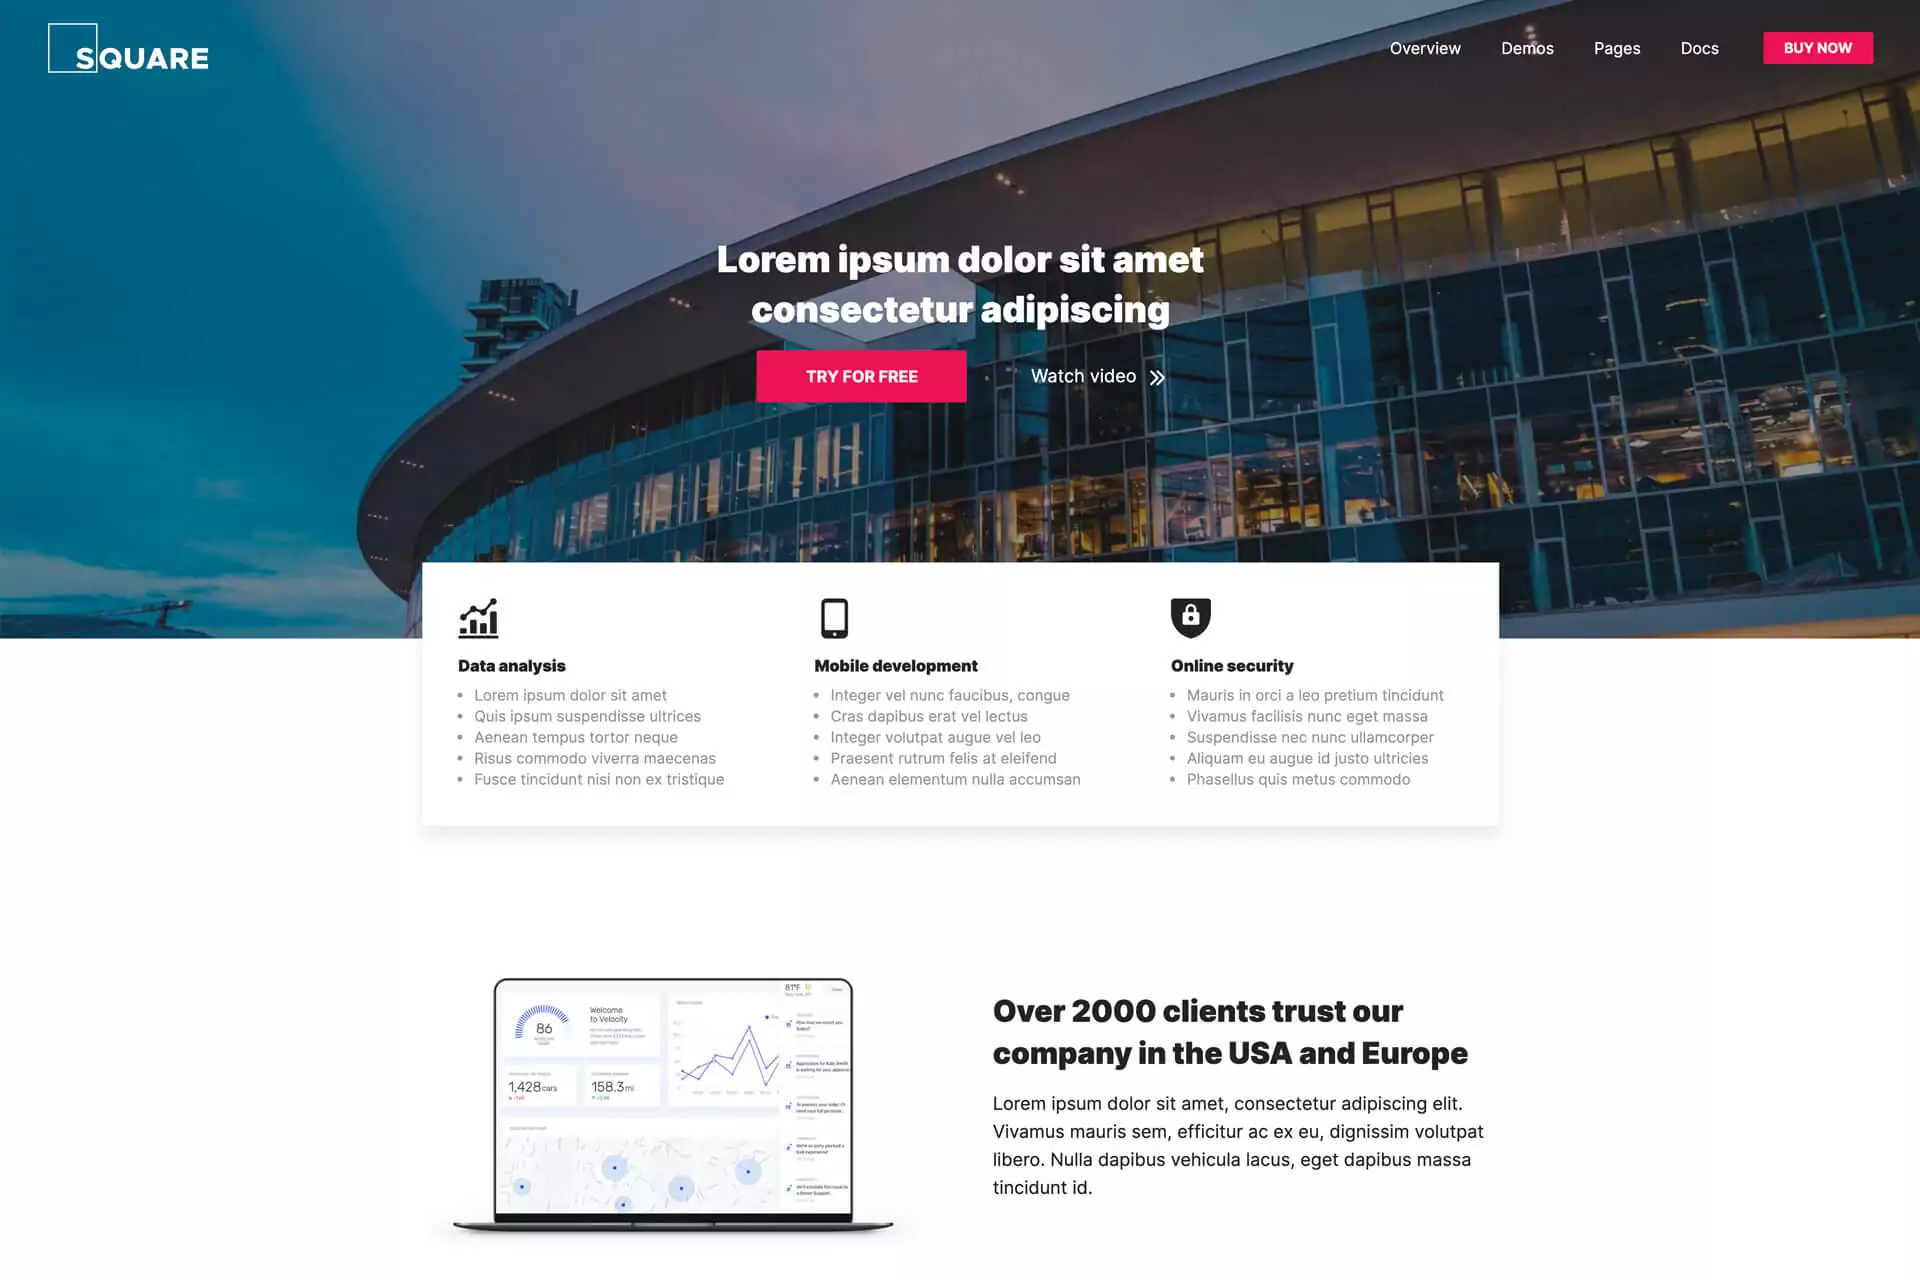 SQUARE
Overview
Demos
Pages
Docs
BUY NOW
Lorem ipsum dolor sit amet
consectetur adipiscing
TRY FOR FREE
Watch video
Data analysis
Lorem ipsum dolor sit amet
Quis ipsum suspendisse ultrices
Aenean tempus tortor neque
Risus commodo viverra maecenas
Fusce tincidunt nisi non ex tristique
Mobile development
Integer vel nunc faucibus, congue
Cras dapibus erat vel lectus
Integer volutpat augue vel leo
Praesent rutrum felis at eleifend
Aenean elementum nulla accumsan
Online security
Mauris in orci a leo pretium tincidunt
Vivamus facilisis nunc eget massa
Suspendisse nec nunc ullamcorper
Aliquam eu augue id justo ultricies
Phasellus quis metus commodo
86
Welcome
to Velocity
1,428 cars
158.3 mi
81°F
Over 2000 clients trust our
company in the USA and Europe
Lorem ipsum dolor sit amet, consectetur adipiscing elit.
Vivamus mauris sem, efficitur ac ex eu, dignissim volutpat
libero. Nulla dapibus vehicula lacus, eget dapibus massa
tincidunt id.